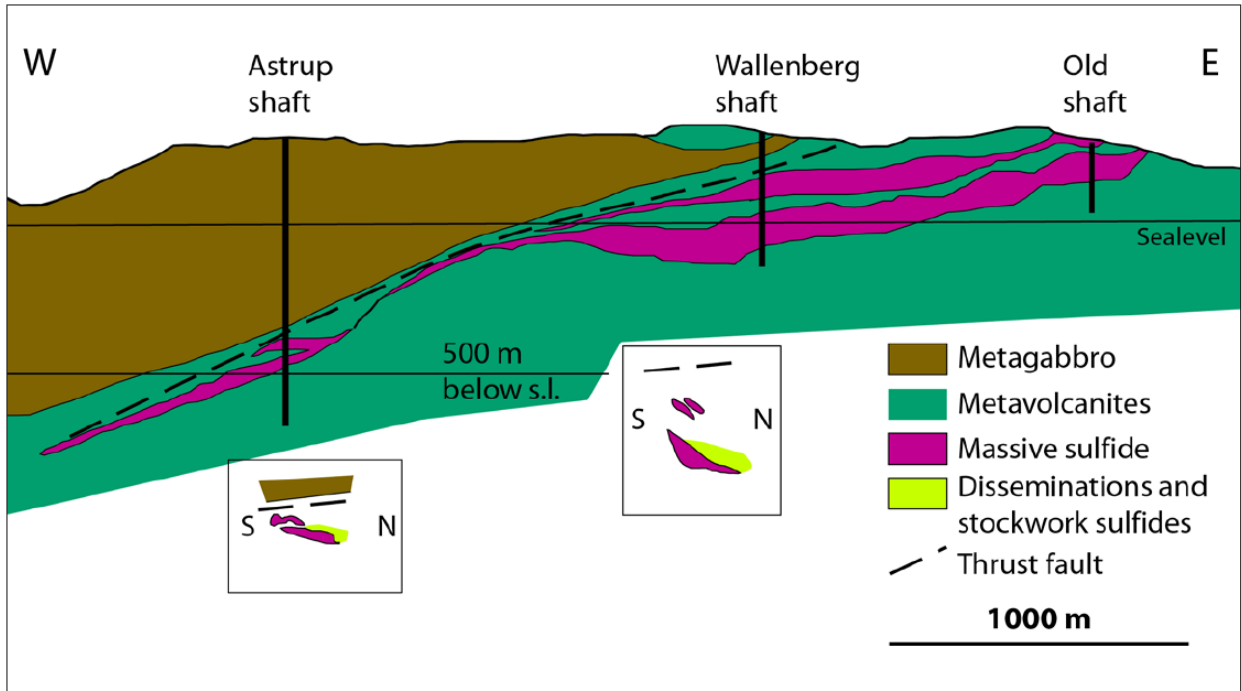 W
Astrup
shaft
Wallenberg
shaft
Old
shaft
E
Sealevel
500 m
below s.l.
S
N
S
N
Metagabbro
Metavolcanites
Massive sulfide
Disseminations and
stockwork sulfides
Thrust fault
1000 m